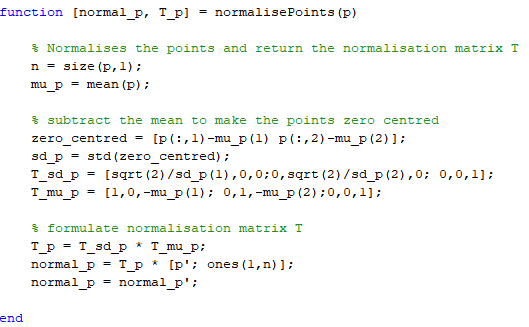 function [normal_p, T_p] = normalisePoints(p)
% Normalises the points and return the normalisation matrix T
n = size(p,1);
mu_p = mean(p);
% subtract the mean to make the points zero centred
zero_centred = [p(:,1)-mu_p(1) p(:,2)-mu_p(2)];
sd_p = std(zero_centred);
T_sd_p = [sqrt(2)/sd_p(1),0,0;0,sqrt(2)/sd_p(2),0; 0,0,1];
T_mu_p = [1,0,-mu_p(1); 0,1,-mu_p(2);0,0,1];
% formulate normalisation matrix T
T_p = T_sd_p * T_mu_p;
normal_p = T_p * [p'; ones(1,n)];
normal_p = normal_p';
end